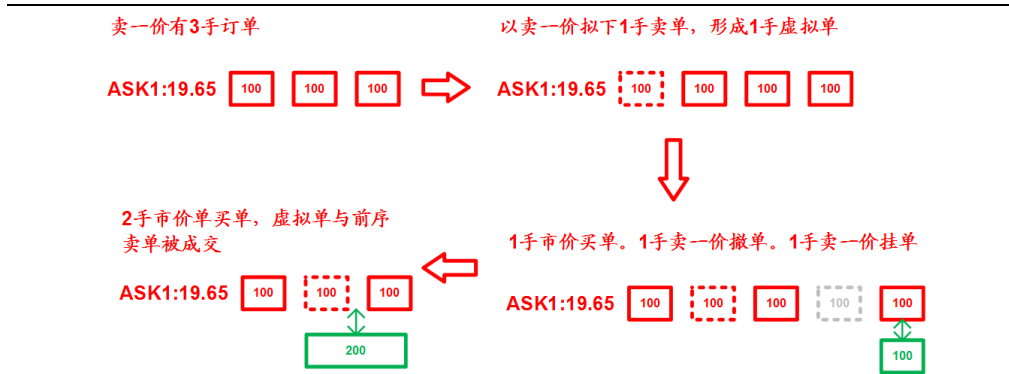 卖一价有3手订单
以卖一价拟下1手卖单，形成1手虚拟单
ASK1:19.65 100 100 100
ASK1:19.65 100 100 100 100
2手市价单买单，虚拟单与前序
卖单被成交
1手市价买单。1手卖一价撤单。1手卖一价挂单
ASK1:19.65 100 100 100
ASK1:19.65 100 100 100 100 100
200
100